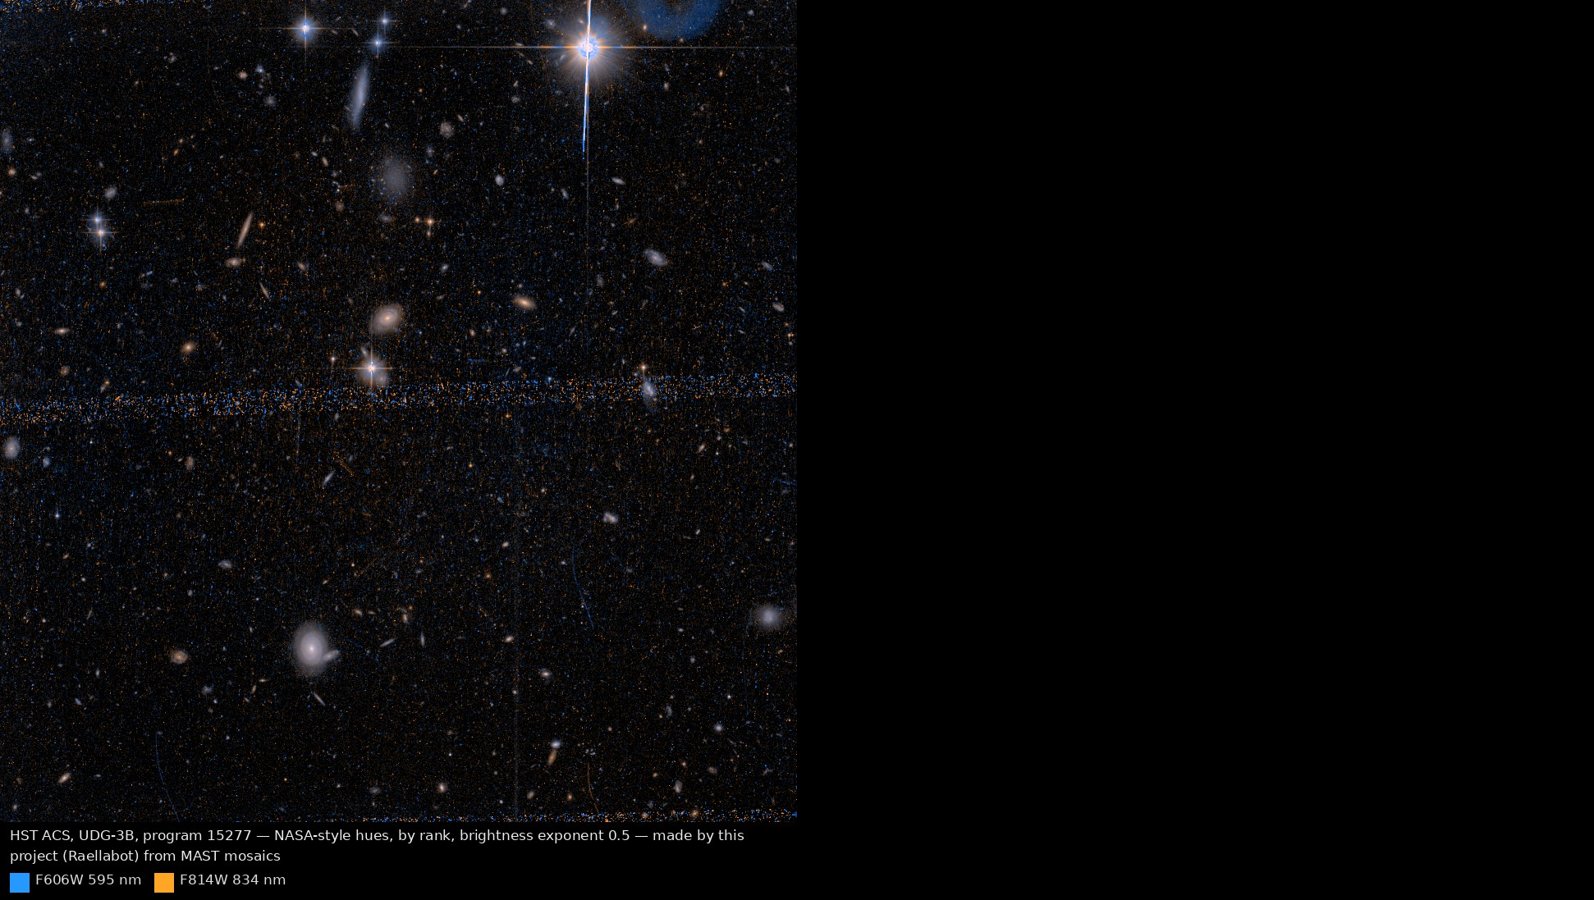 HST ACS, UDG-3B, program 15277 — NASA-style hues, by rank, brightness exponent 0.5 — made by this
project (Raellabot) from MAST mosaics
F606W 595 nm F814W 834 nm